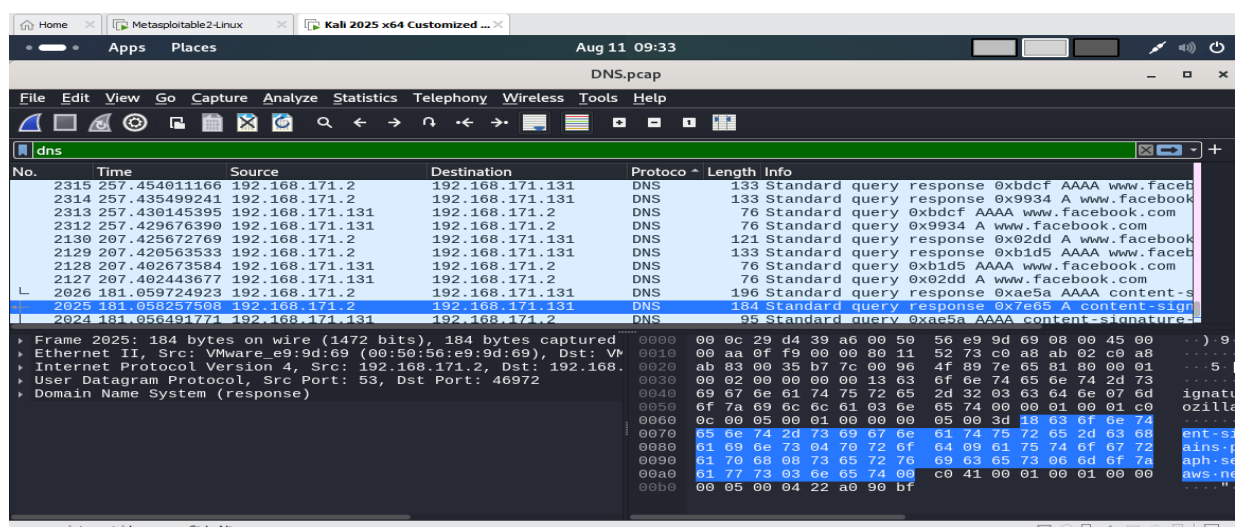 Home Metasploitable2-Linux Kali 2025 x64 Customized ...
Apps Places Aug 11 09:33
DNS.pcap
File Edit View Go Capture Analyze Statistics Telephony Wireless Tools Help
dns
No. Time Source Destination Protoco Length Info
2315 257.454011166 192.168.171.2 192.168.171.131 DNS 133 Standard query response 0xbdcf AAAA www.faceb
2314 257.435499241 192.168.171.2 192.168.171.131 DNS 133 Standard query response 0x9934 A www.facebook
2313 257.430145395 192.168.171.131 192.168.171.2 DNS 76 Standard query 0xbdcf AAAA www.facebook.com
2312 257.429676390 192.168.171.131 192.168.171.2 DNS 76 Standard query 0x9934 A www.facebook.com
2130 207.425672769 192.168.171.2 192.168.171.131 DNS 121 Standard query response 0x02dd A www.facebook
2129 207.420563533 192.168.171.2 192.168.171.131 DNS 133 Standard query response 0xb1d5 AAAA www.faceb
2128 207.402673584 192.168.171.131 192.168.171.2 DNS 76 Standard query 0xb1d5 AAAA www.facebook.com
2127 207.402443677 192.168.171.131 192.168.171.2 DNS 76 Standard query 0x02dd A www.facebook.com
2026 181.059724923 192.168.171.2 192.168.171.131 DNS 196 Standard query response 0xae5a AAAA content-s
2025 181.058257508 192.168.171.2 192.168.171.131 DNS 184 Standard query response 0x7e65 A content-sign
2024 181.056491771 192.168.171.131 192.168.171.2 DNS 95 Standard query 0xae5a AAAA content-signature-
Frame 2025: 184 bytes on wire (1472 bits), 184 bytes captured
Ethernet II, Src: VMware_e9:9d:69 (00:50:56:e9:9d:69), Dst: VM
Internet Protocol Version 4, Src: 192.168.171.2, Dst: 192.168.
User Datagram Protocol, Src Port: 53, Dst Port: 46972
Domain Name System (response)
0000 00 0c 29 d4 39 a6 00 50 56 e9 9d 69 08 00 45 00 ··)·9·
0010 00 aa 0f f9 00 00 80 11 52 73 c0 a8 ab 02 c0 a8
0020 ab 83 00 35 b7 7c 00 96 4f 89 7e 65 81 80 00 01 ···5·|
0030 00 02 00 00 00 00 13 63 6f 6e 74 65 6e 74 2d 73
0040 69 67 6e 61 74 75 72 65 2d 32 03 63 64 6e 07 6d ignatu
0050 6f 7a 69 6c 6c 61 03 6e 65 74 00 00 01 00 01 c0 ozilla
0060 0c 00 05 00 01 00 00 00 05 00 3d 18 63 6f 6e 74
0070 65 6e 74 2d 73 69 67 6e 61 74 75 72 65 2d 63 68 ent-si
0080 61 69 6e 73 04 70 72 6f 64 09 61 75 74 6f 67 72 ains·p
0090 61 70 68 08 73 65 72 76 69 63 65 73 06 6d 6f 7a aph·se
00a0 61 77 73 03 6e 65 74 00 c0 41 00 01 00 01 00 00 aws·ne
00b0 00 05 00 04 22 a0 90 bf ····"·